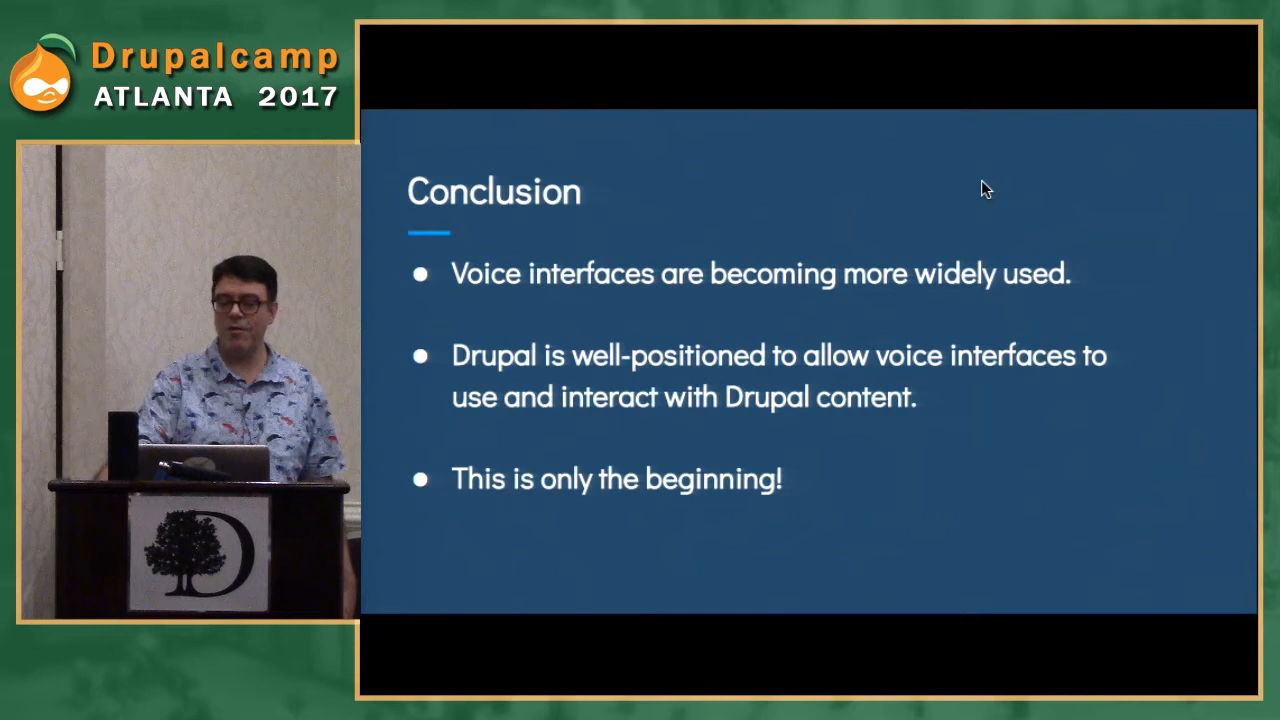 Drupalcamp
ATLANTA 2017
Conclusion
● Voice interfaces are becoming more widely used.
● Drupal is well-positioned to allow voice interfaces to
use and interact with Drupal content.
● This is only the beginning!
D